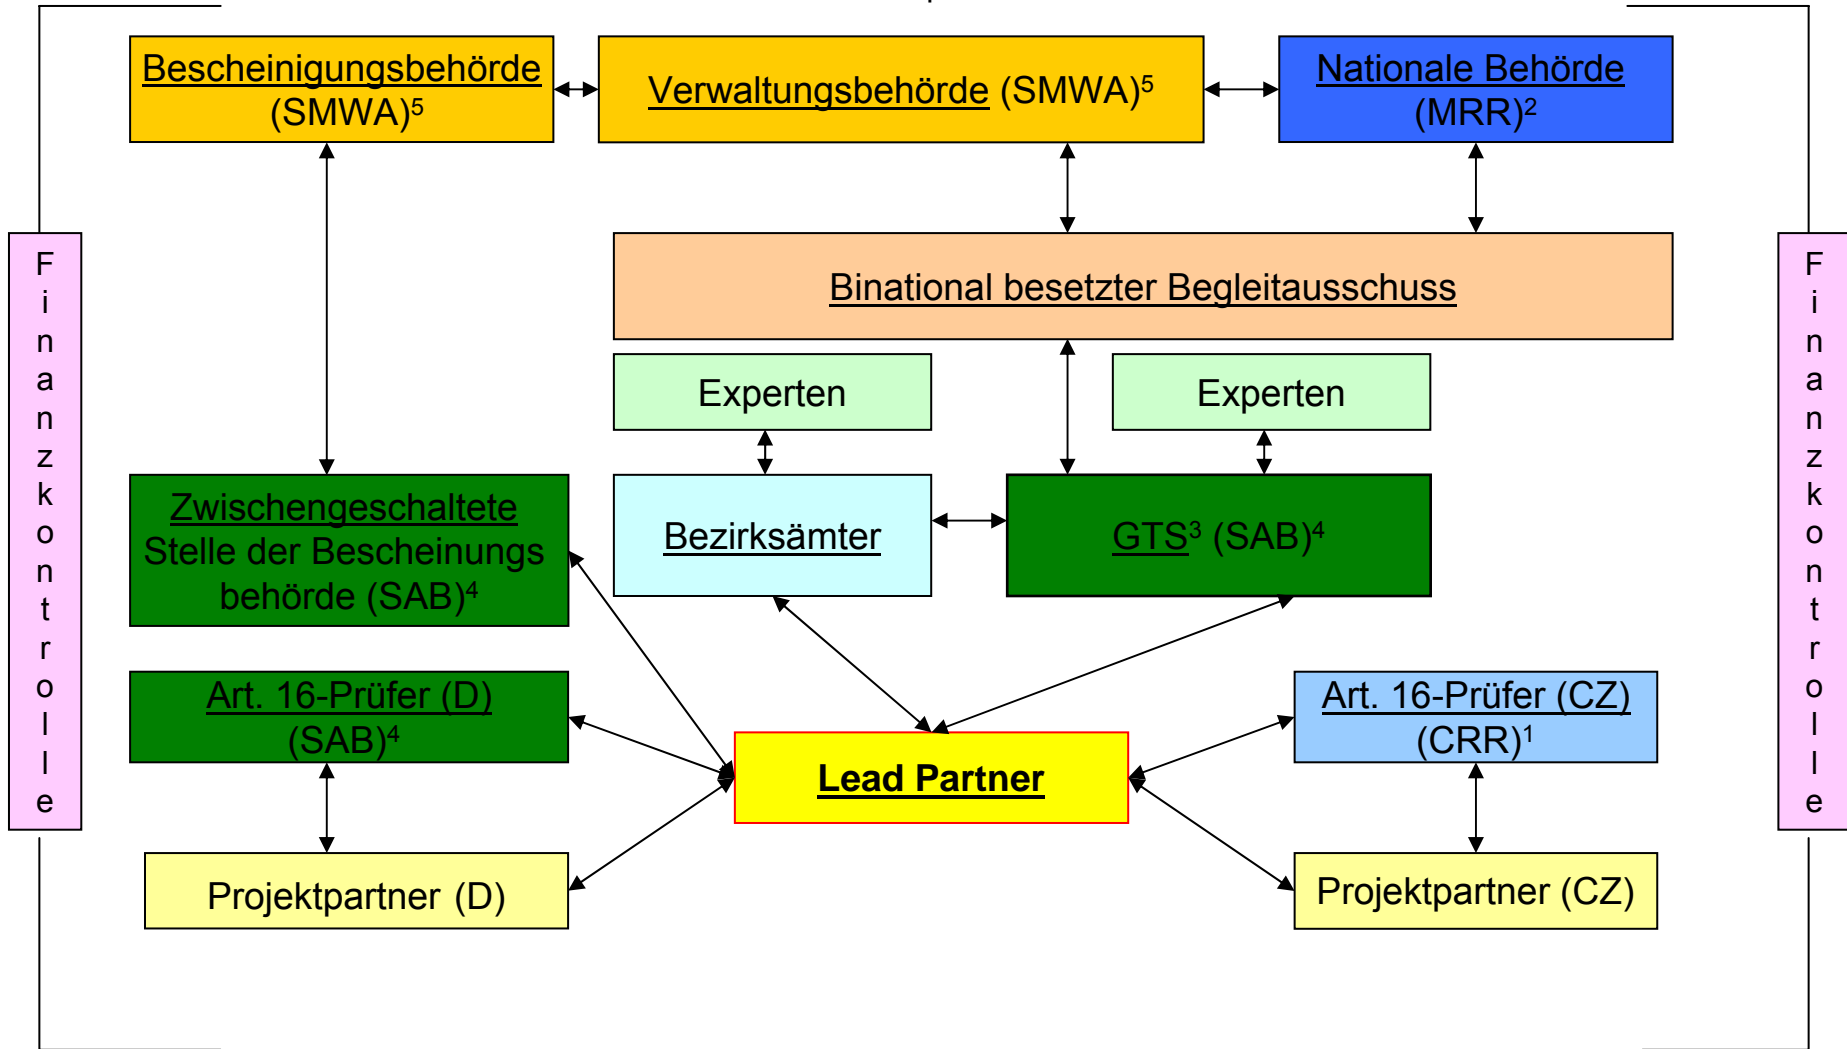 Bescheinigungsbehörde
(SMWA)⁵
Verwaltungsbehörde (SMWA)⁵
Nationale Behörde
(MRR)²
Finanzkontrolle
Binational besetzter Begleitausschuss
Finanzkontrolle
Experten
Experten
Zwischengeschaltete
Stelle der Bescheinungs
behörde (SAB)⁴
Bezirksämter
GTS³ (SAB)⁴
Art. 16-Prüfer (D)
(SAB)⁴
Lead Partner
Art. 16-Prüfer (CZ)
(CRR)¹
Projektpartner (D)
Projektpartner (CZ)